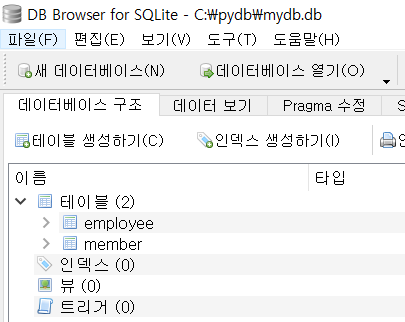 DB Browser for SQLite - C:₩pydb₩mydb.db
파일(F) 편집(E) 보기(V) 도구(T) 도움말(H)
새 데이터베이스(N) 데이터베이스 열기(O)
데이터베이스 구조 데이터 보기 Pragma 수정 S
테이블 생성하기(C) 인덱스 생성하기(I)
이름 타입
테이블 (2)
employee
member
인덱스 (0)
뷰 (0)
트리거 (0)